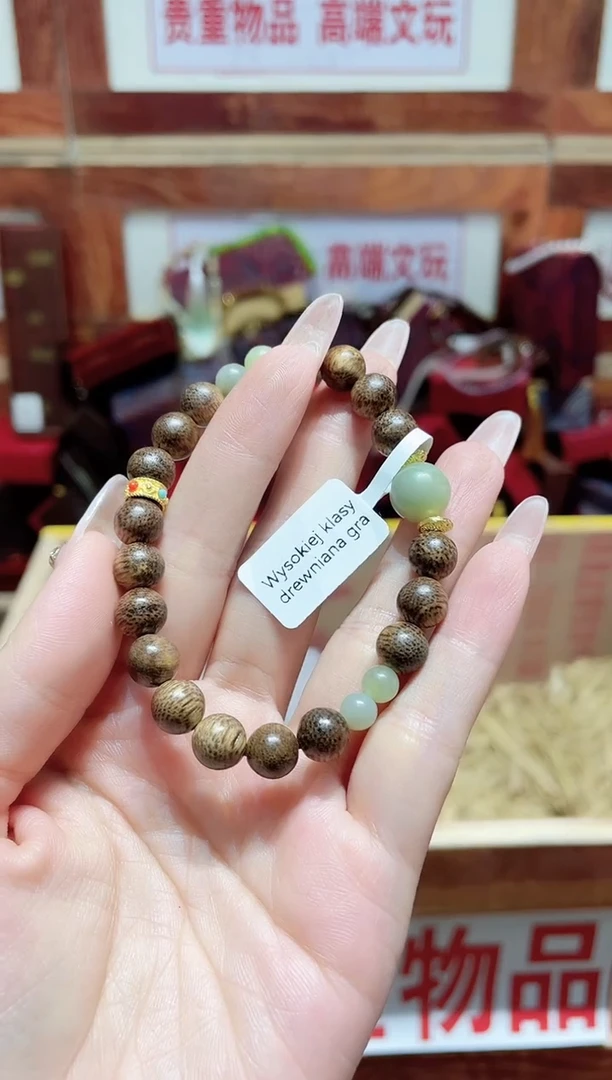 贵重物品 高端文玩
高端文玩
Wysokiej klasy
drewniana gra
物品